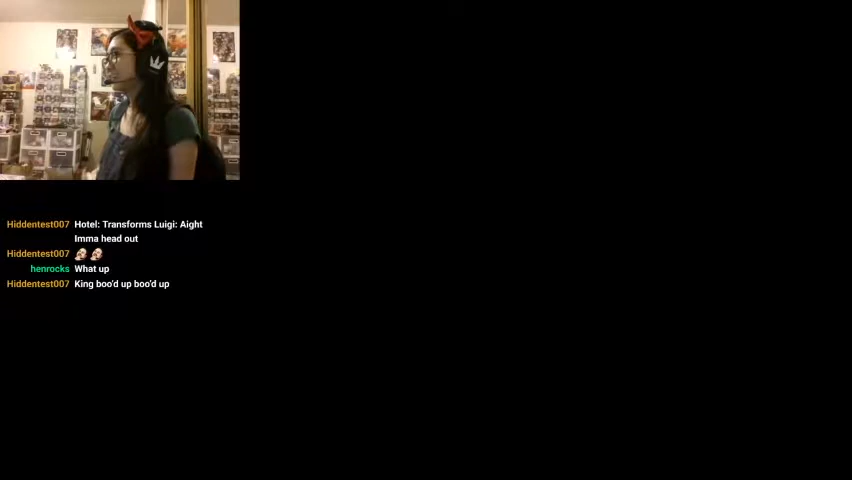 Hiddentest007 Hotel: Transforms Luigi: Aight
Imma head out
Hiddentest007
henrocks What up
Hiddentest007 King boo'd up boo'd up